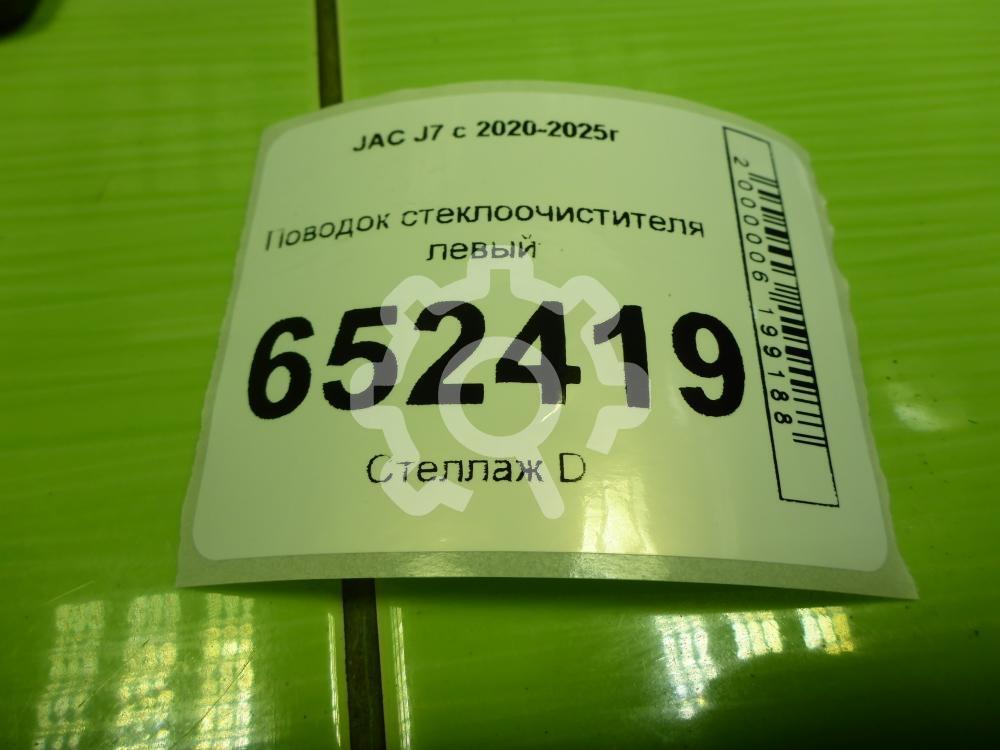 JAC J7 с 2020-2025г
Поводок стеклоочистителя
левый
652419
Стеллаж D
2000006199188